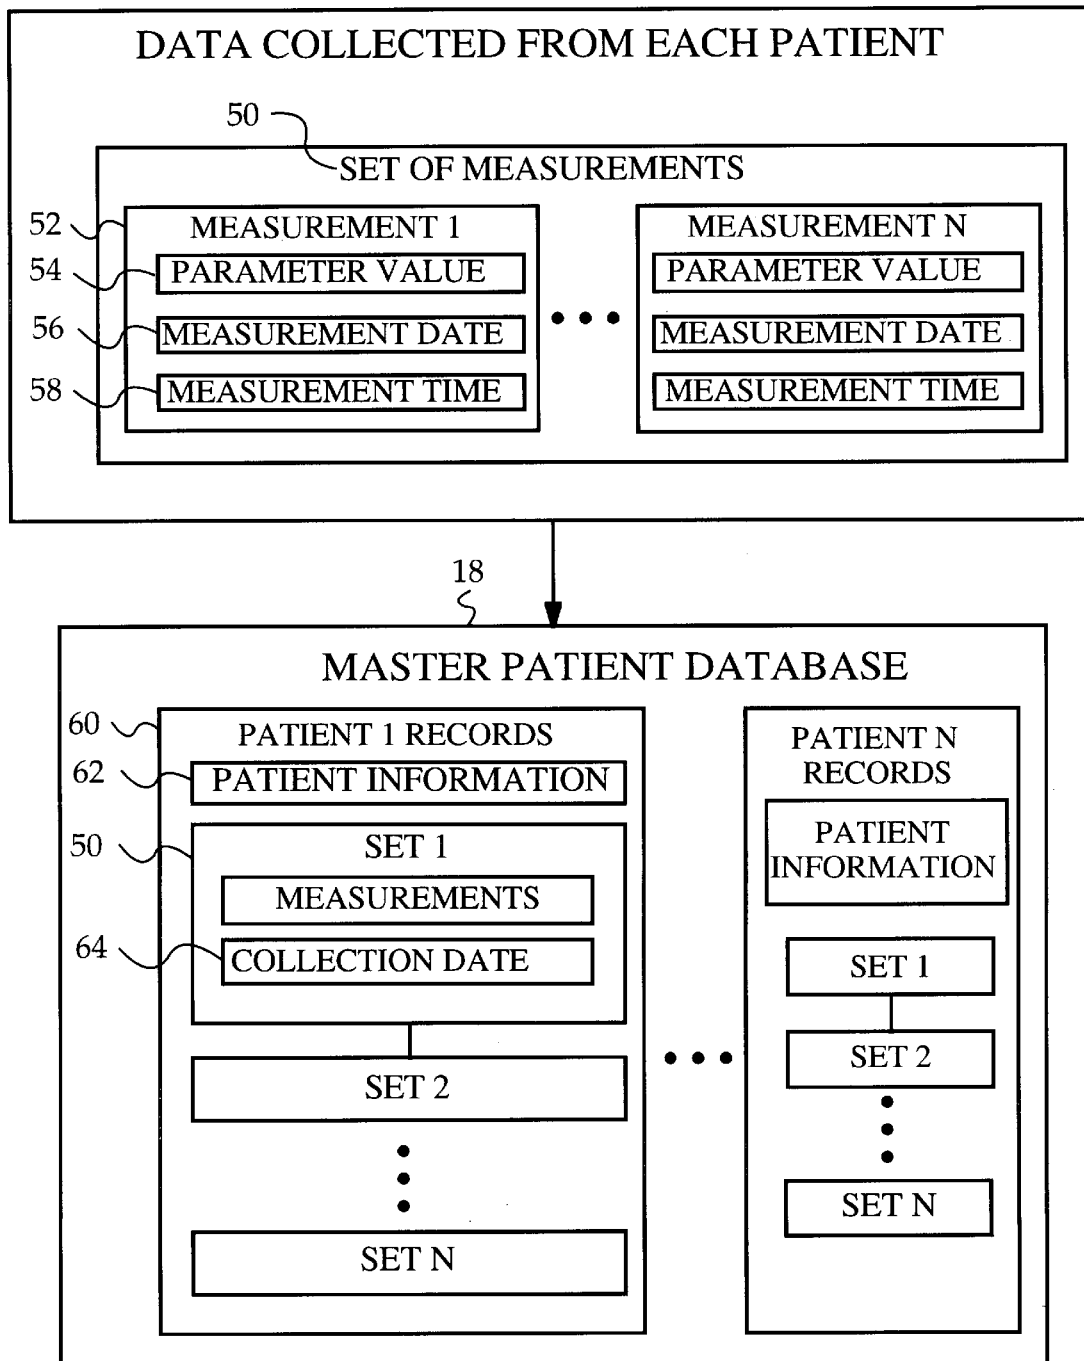 DATA COLLECTED FROM EACH PATIENT
50
SET OF MEASUREMENTS
52
MEASUREMENT 1
54
PARAMETER VALUE
56
MEASUREMENT DATE
58
MEASUREMENT TIME
MEASUREMENT N
PARAMETER VALUE
MEASUREMENT DATE
MEASUREMENT TIME
18
MASTER PATIENT DATABASE
60
PATIENT 1 RECORDS
62
PATIENT INFORMATION
50
SET 1
MEASUREMENTS
64
COLLECTION DATE
SET 2
SET N
PATIENT N
RECORDS
PATIENT
INFORMATION
SET 1
SET 2
SET N